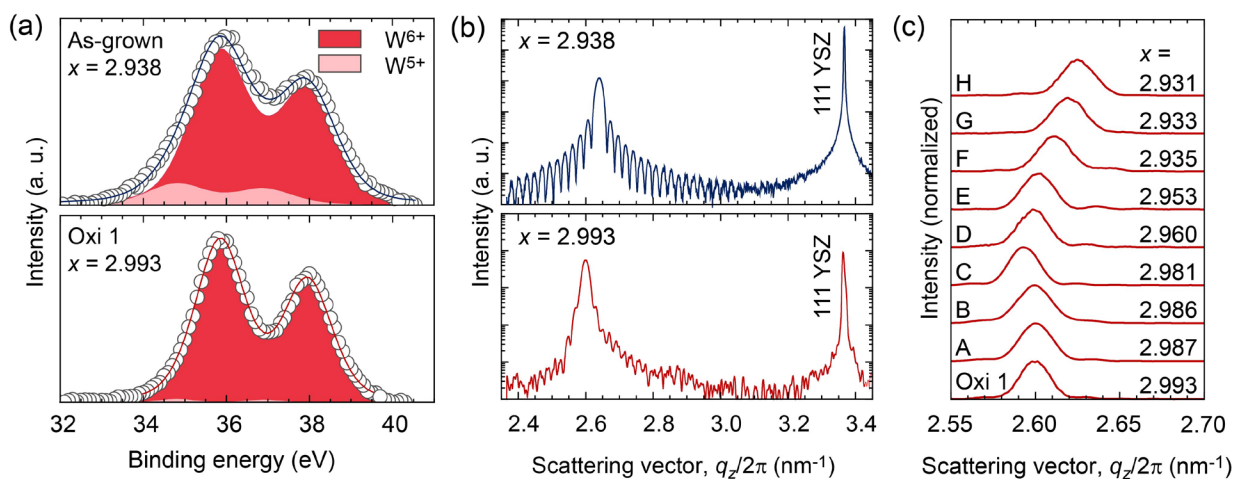 (a)
As-grown
x = 2.938
W6+
W5+
Oxi 1
x = 2.993
Intensity (a. u.)
32 34 36 38 40
Binding energy (eV)
(b)
x = 2.938
111 YSZ
x = 2.993
111 YSZ
Intensity (a. u.)
2.4 2.6 2.8 3.0 3.2 3.4
Scattering vector, qz/2π (nm-1)
(c)
x =
H 2.931
G 2.933
F 2.935
E 2.953
D 2.960
C 2.981
B 2.986
A 2.987
Oxi 1 2.993
Intensity (normalized)
2.55 2.60 2.65 2.70
Scattering vector, qz/2π (nm-1)